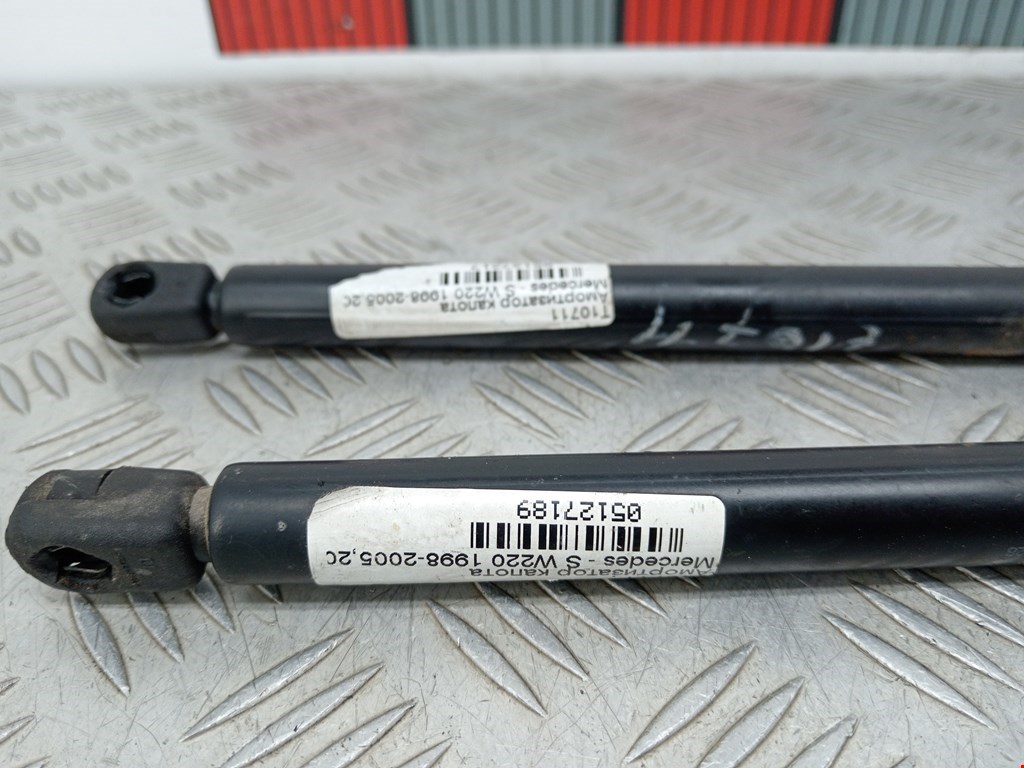 T10711
Амортизатор капота
Mercedes - S W220 1998-2005,2С
Амортизатор капота
Mercedes - S W220 1998-2005,2С
05127189